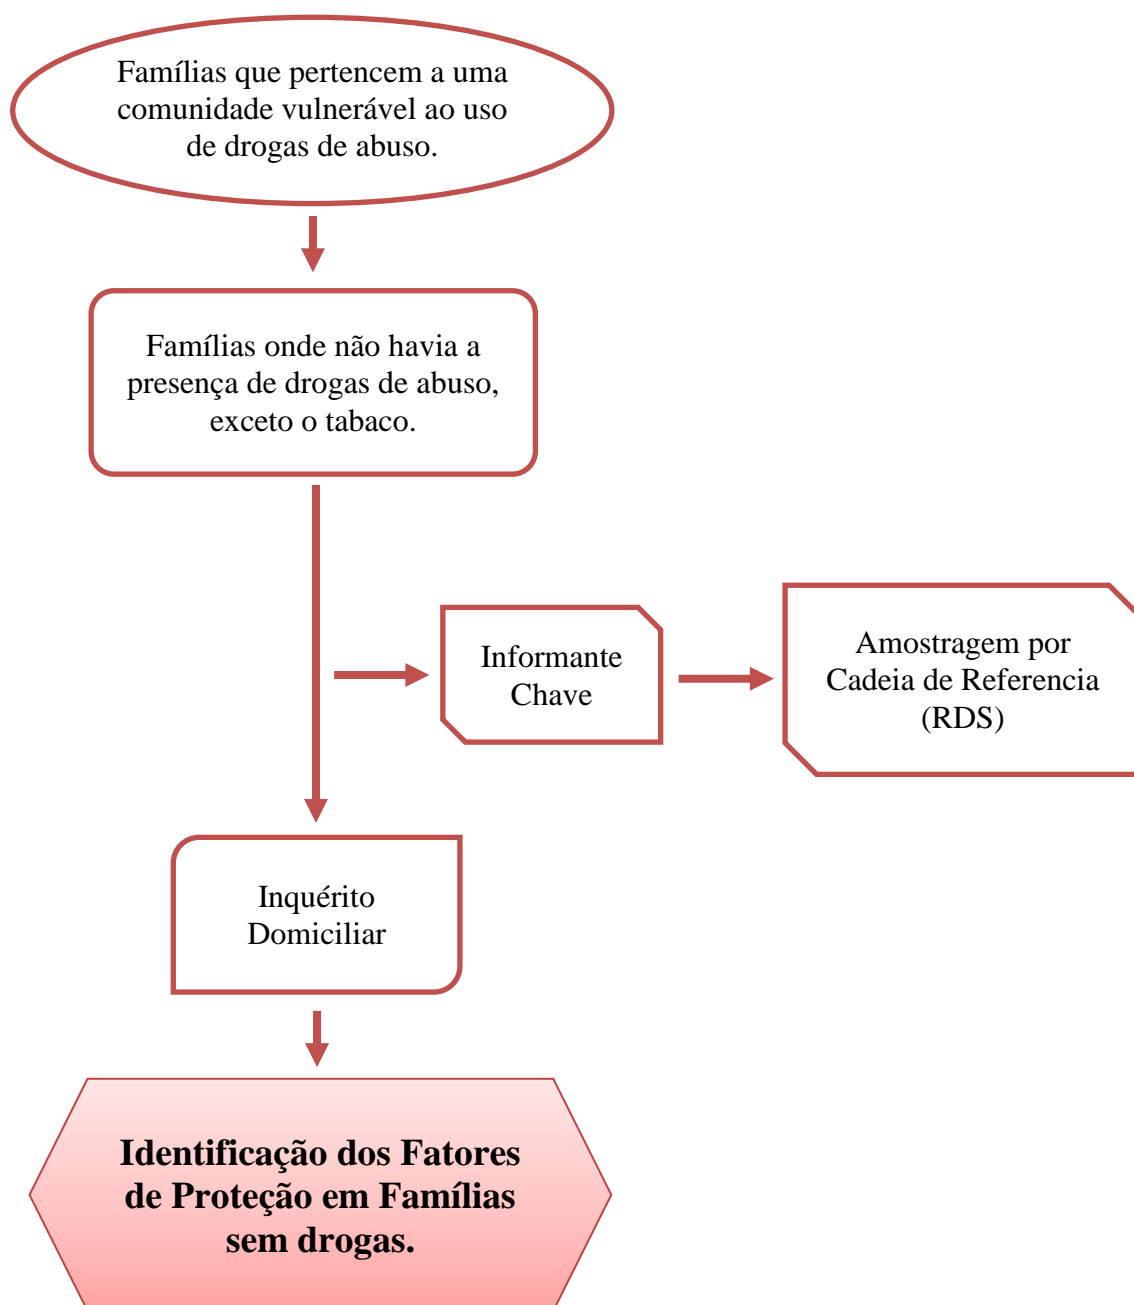 Famílias que pertencem a uma
comunidade vulnerável ao uso
de drogas de abuso.
Famílias onde não havia a
presença de drogas de abuso,
exceto o tabaco.
Informante
Chave
Amostragem por
Cadeia de Referencia
(RDS)
Inquérito
Domiciliar
Identificação dos Fatores
de Proteção em Famílias
sem drogas.